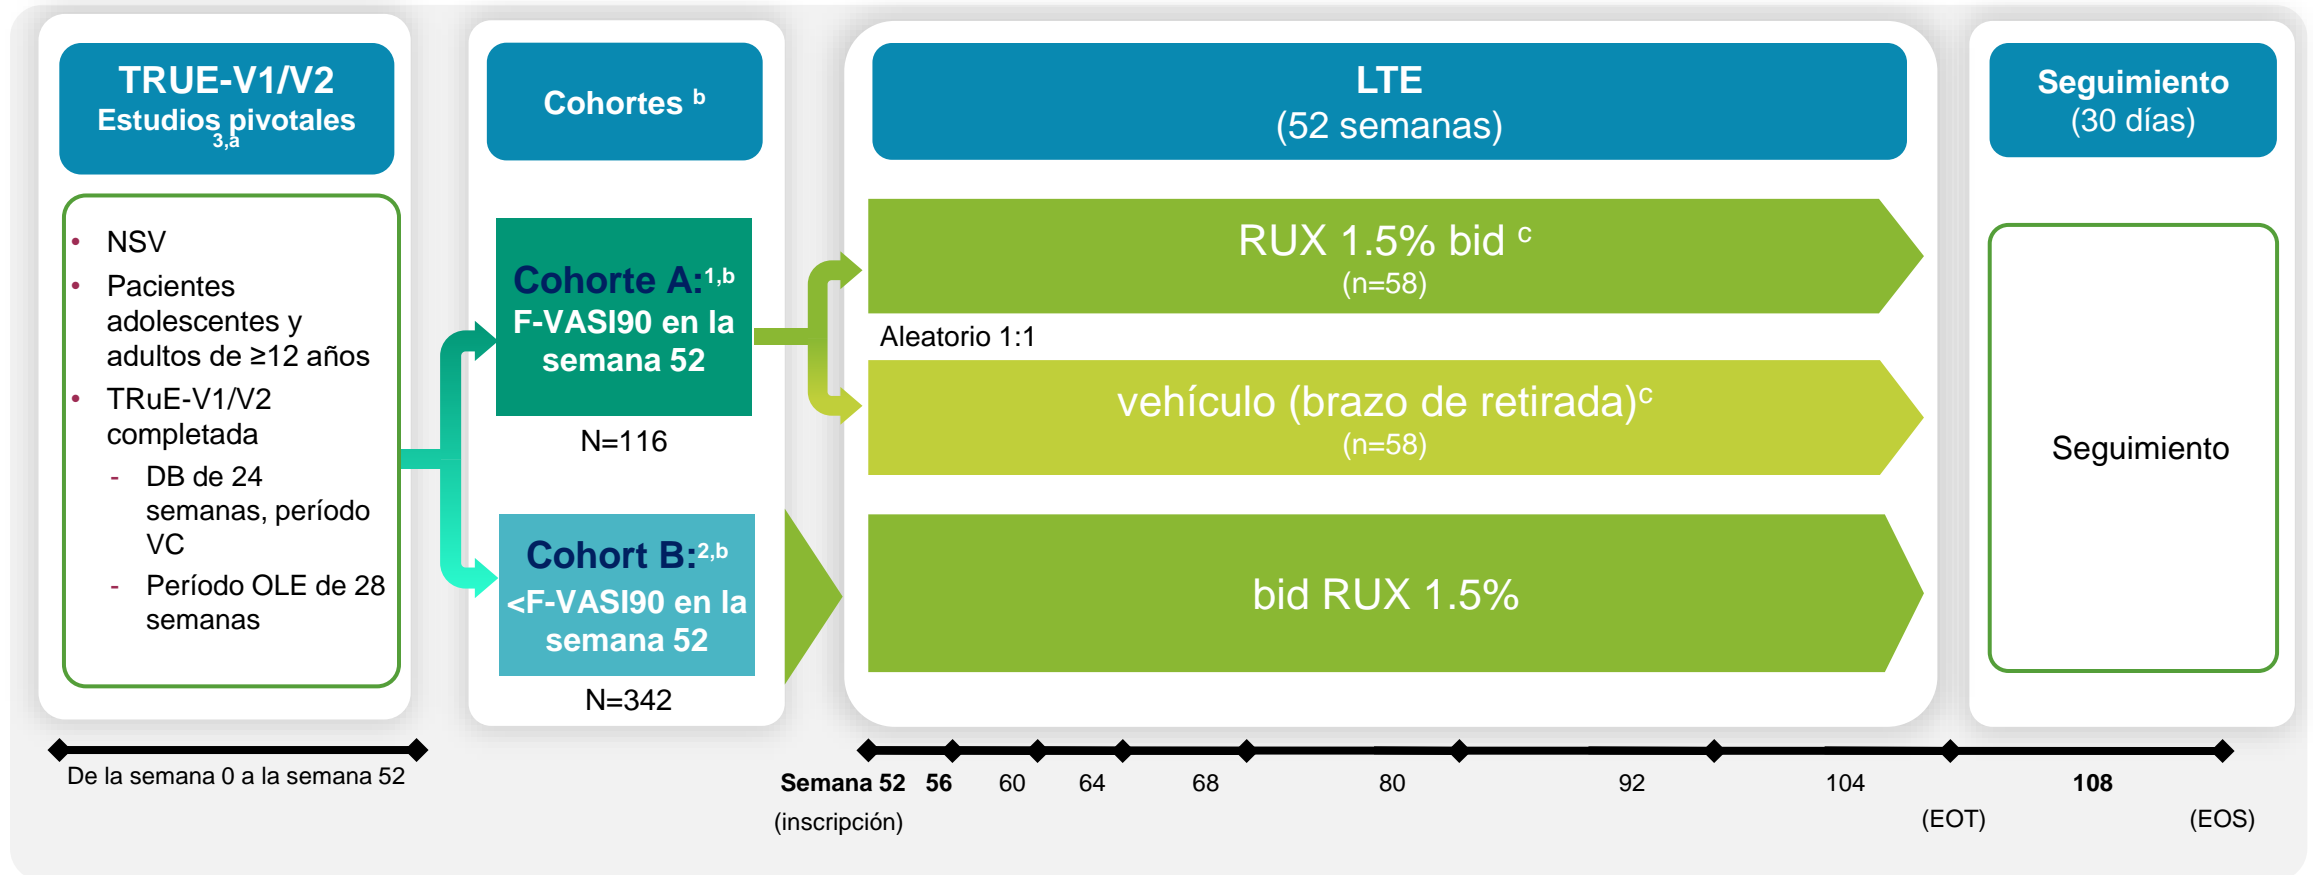 TRUE-V1/V2
Estudios pivotales
3,a
• NSV
• Pacientes
adolescentes y
adultos de ≥12 años
• TRuE-V1/V2
completada
- DB de 24
semanas, período
VC
- Período OLE de 28
semanas
De la semana 0 a la semana 52
Cohortes b
Cohorte A:1,b
F-VASI90 en la
semana 52
N=116
Cohort B:2,b
<F-VASI90 en la
semana 52
N=342
LTE
(52 semanas)
RUX 1.5% bid c
(n=58)
Aleatorio 1:1
vehículo (brazo de retirada)c
(n=58)
bid RUX 1.5%
Seguimiento
(30 días)
Seguimiento
Semana 52 56 60 64 68 80 92 104 108
(inscripción) (EOT) (EOS)